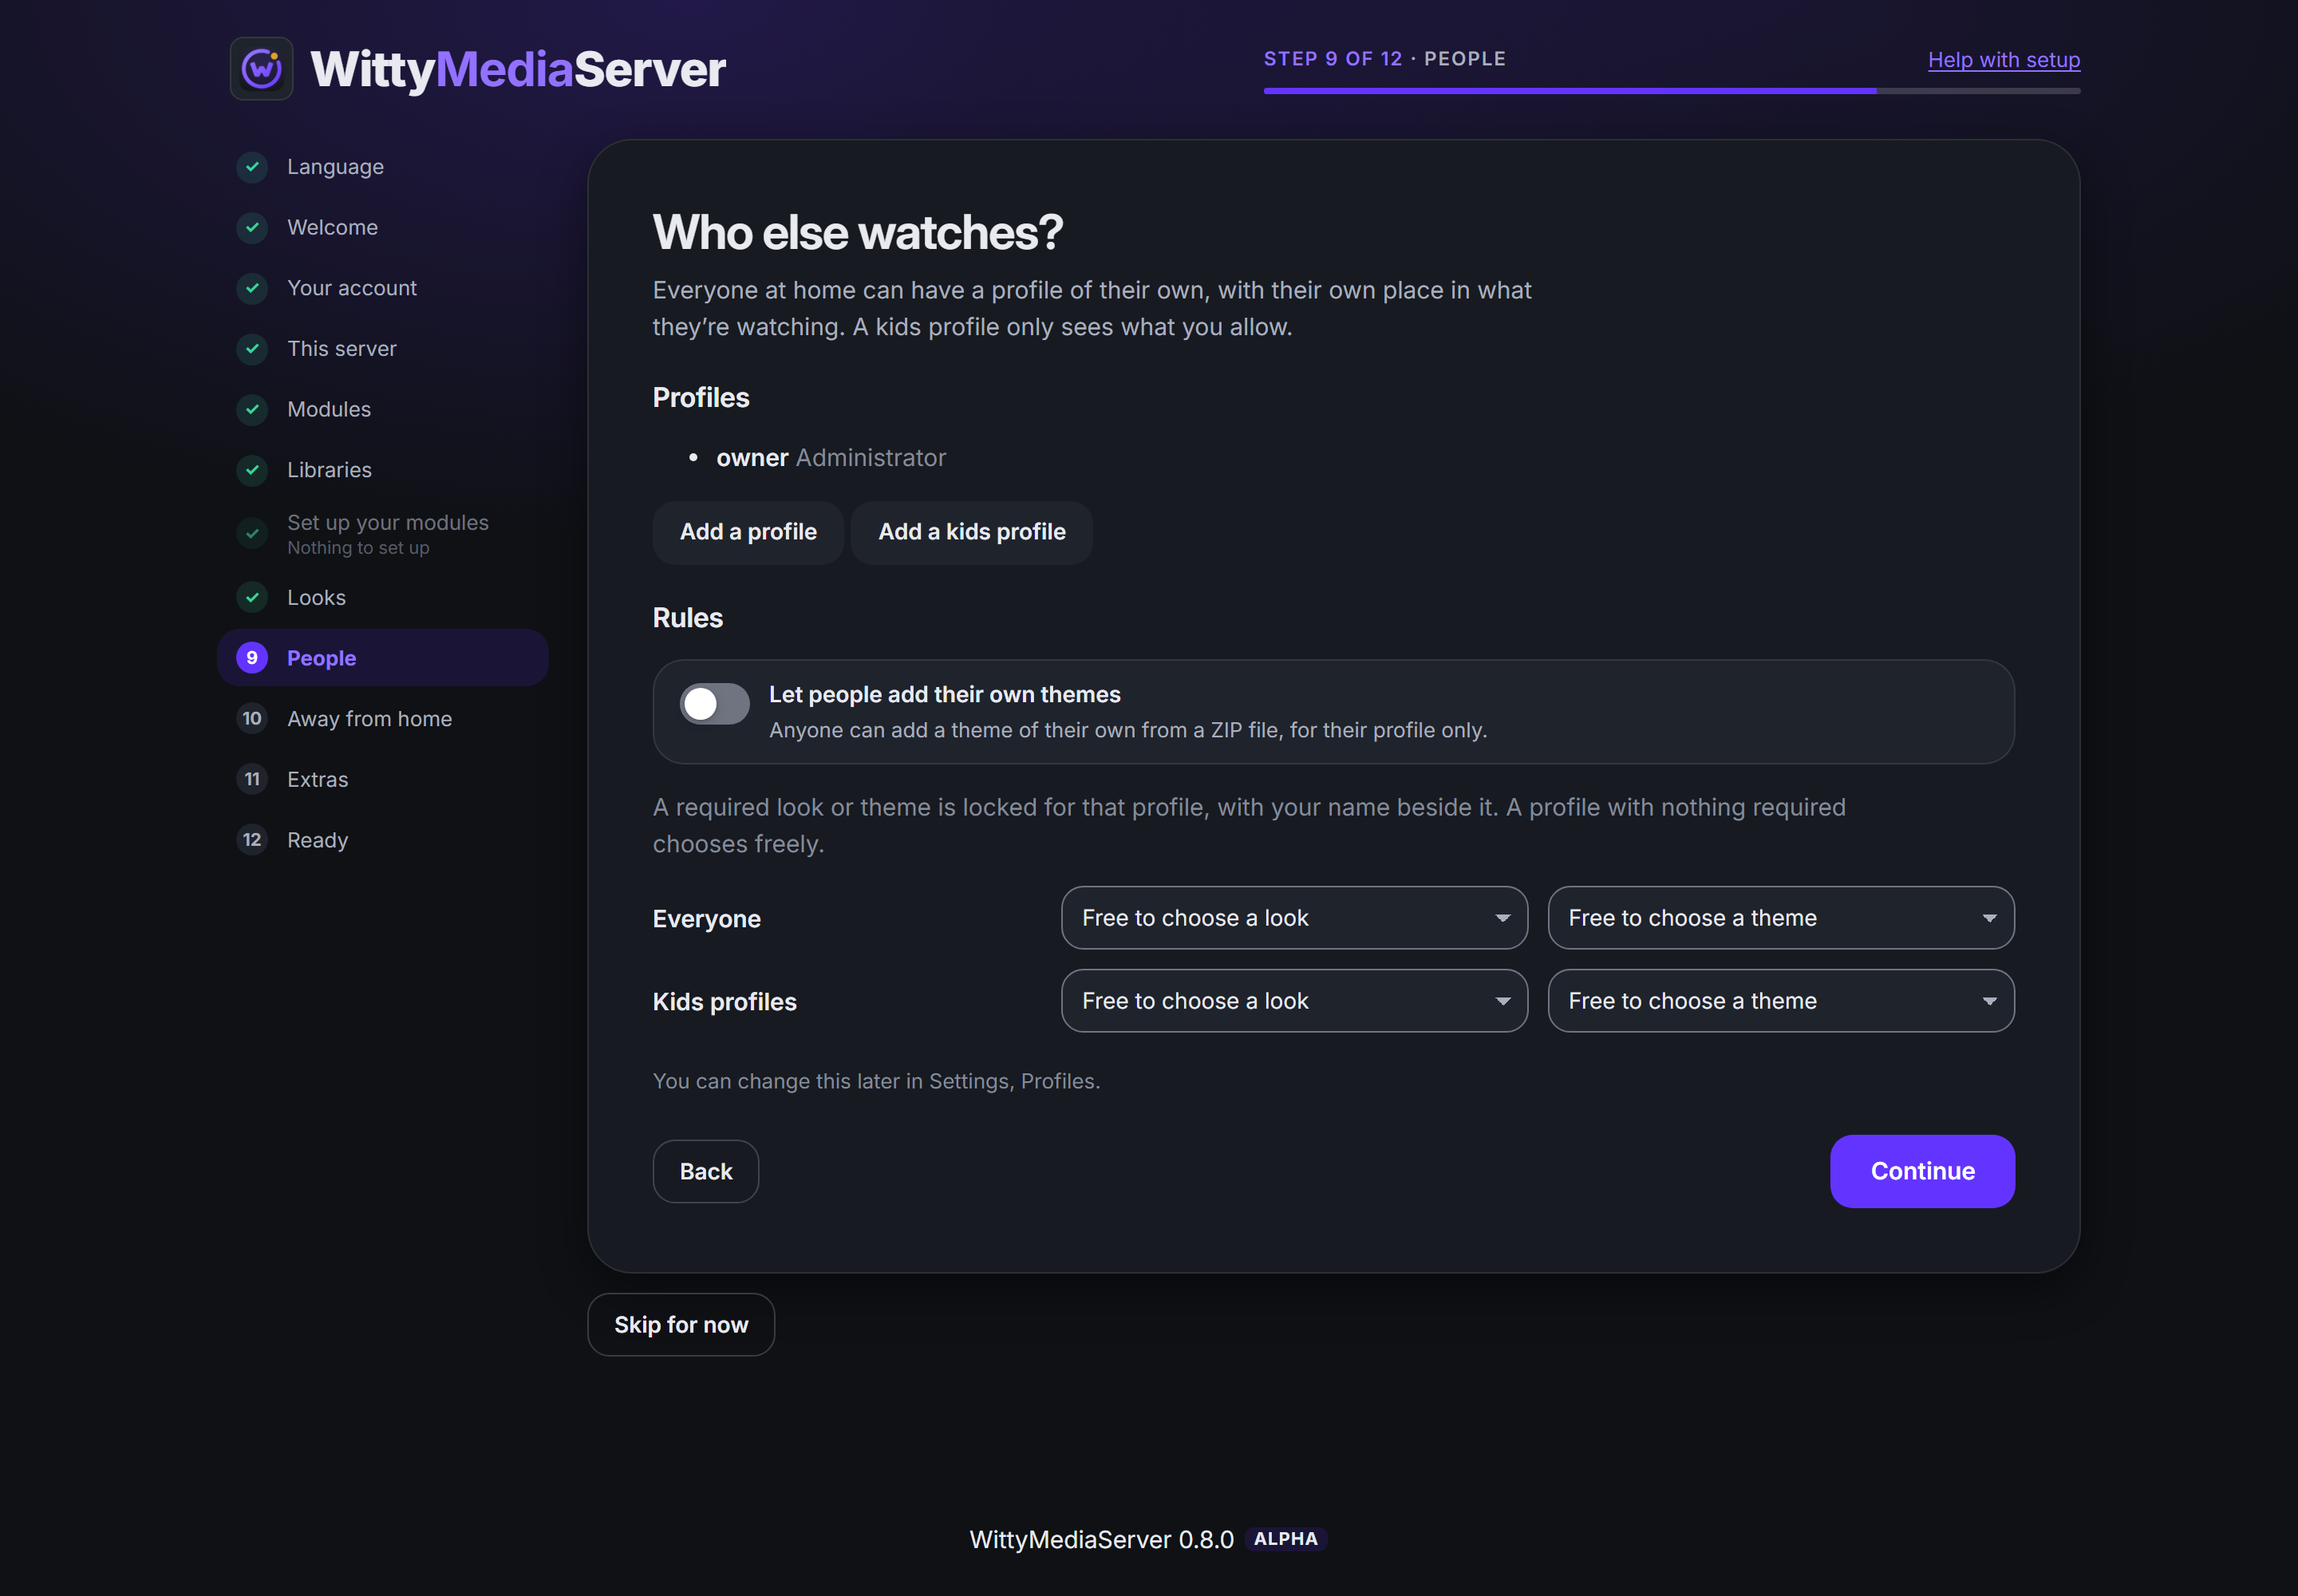 WittyMediaServer
STEP 9 OF 12 · PEOPLE
Help with setup
Language
Welcome
Your account
This server
Modules
Libraries
Set up your modules
Nothing to set up
Looks
9 People
10 Away from home
11 Extras
12 Ready
Who else watches?
Everyone at home can have a profile of their own, with their own place in what
they’re watching. A kids profile only sees what you allow.
Profiles
• owner Administrator
Add a profile Add a kids profile
Rules
Let people add their own themes
Anyone can add a theme of their own from a ZIP file, for their profile only.
A required look or theme is locked for that profile, with your name beside it. A profile with nothing required
chooses freely.
Everyone Free to choose a look Free to choose a theme
Kids profiles Free to choose a look Free to choose a theme
You can change this later in Settings, Profiles.
Back Continue
Skip for now
WittyMediaServer 0.8.0 ALPHA